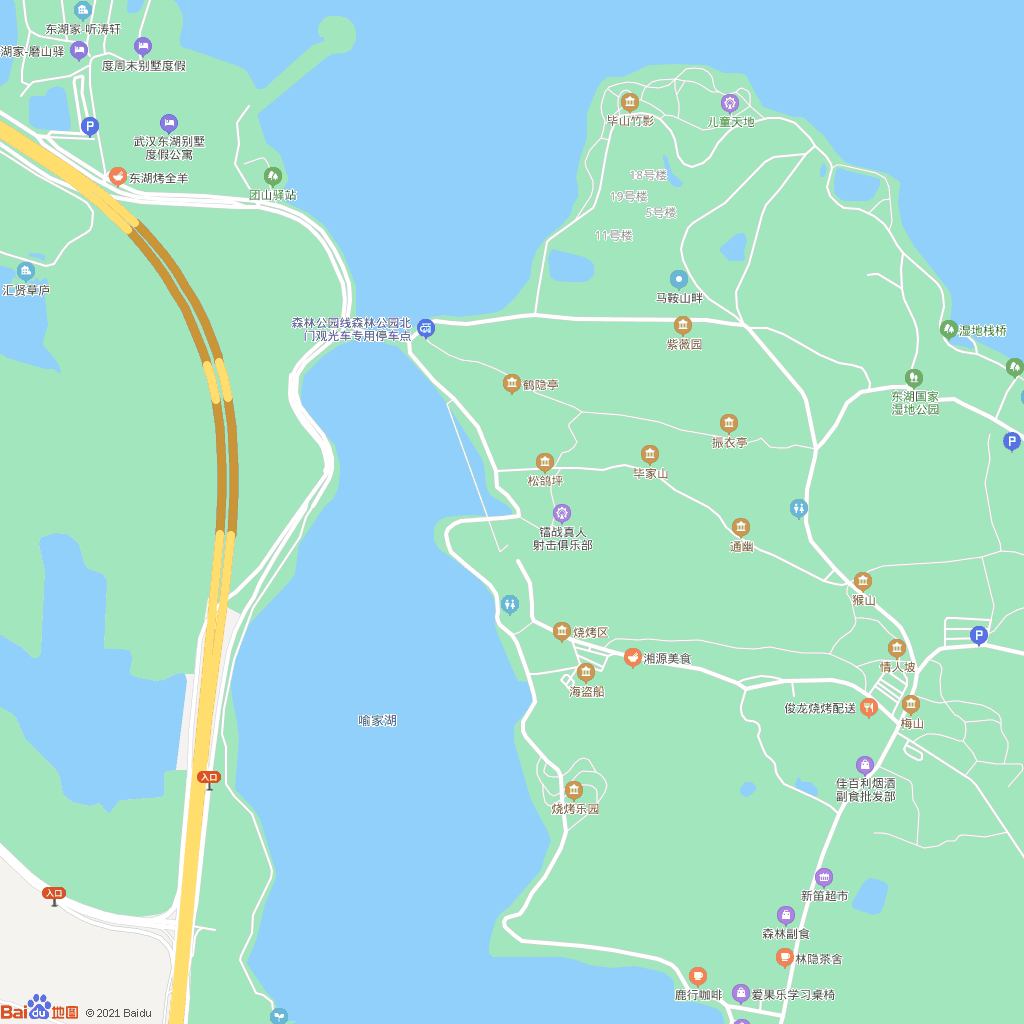 东湖家-听涛轩
湖家-磨山驿
度周末别墅度假
P
武汉东湖别墅
度假公寓
东湖烤全羊
团山驿站
汇贤草庐
毕山竹影
儿童天地
18号楼
19号楼
5号楼
11号楼
马鞍山畔
森林公园线森林公园北
门观光车专用停车点
紫薇园
湿地栈桥
鹤隐亭
东湖国家
湿地公园
振衣亭
P
松鸽坪
毕家山
镭战真人
射击俱乐部
通幽
猴山
烧烤区
P
湘源美食
情人坡
海盗船
俊龙烧烤配送
梅山
喻家湖
入口
佳百利烟酒
副食批发部
烧烤乐园
入口
新笛超市
森林副食
林隐茶舍
鹿行咖啡
爱果乐学习桌椅
Bai du 地图
© 2021 Baidu